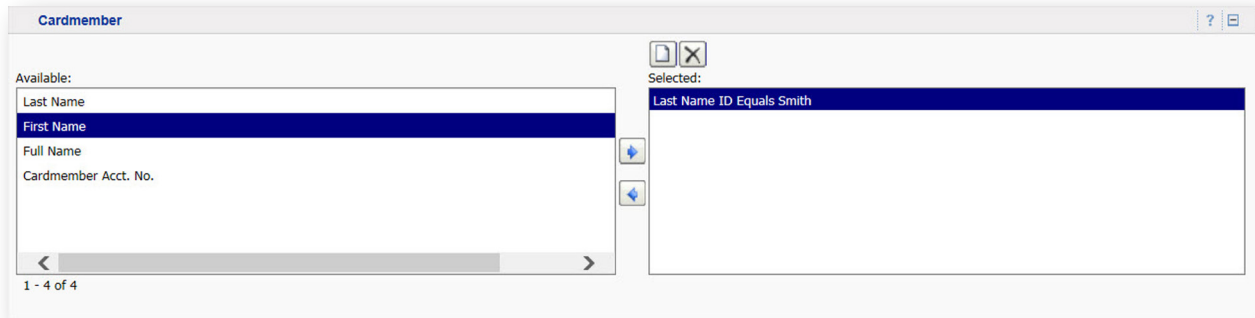 Cardmember
?
Available:
Selected:
Last Name
First Name
Full Name
Cardmember Acct. No.
Last Name ID Equals Smith
1 - 4 of 4